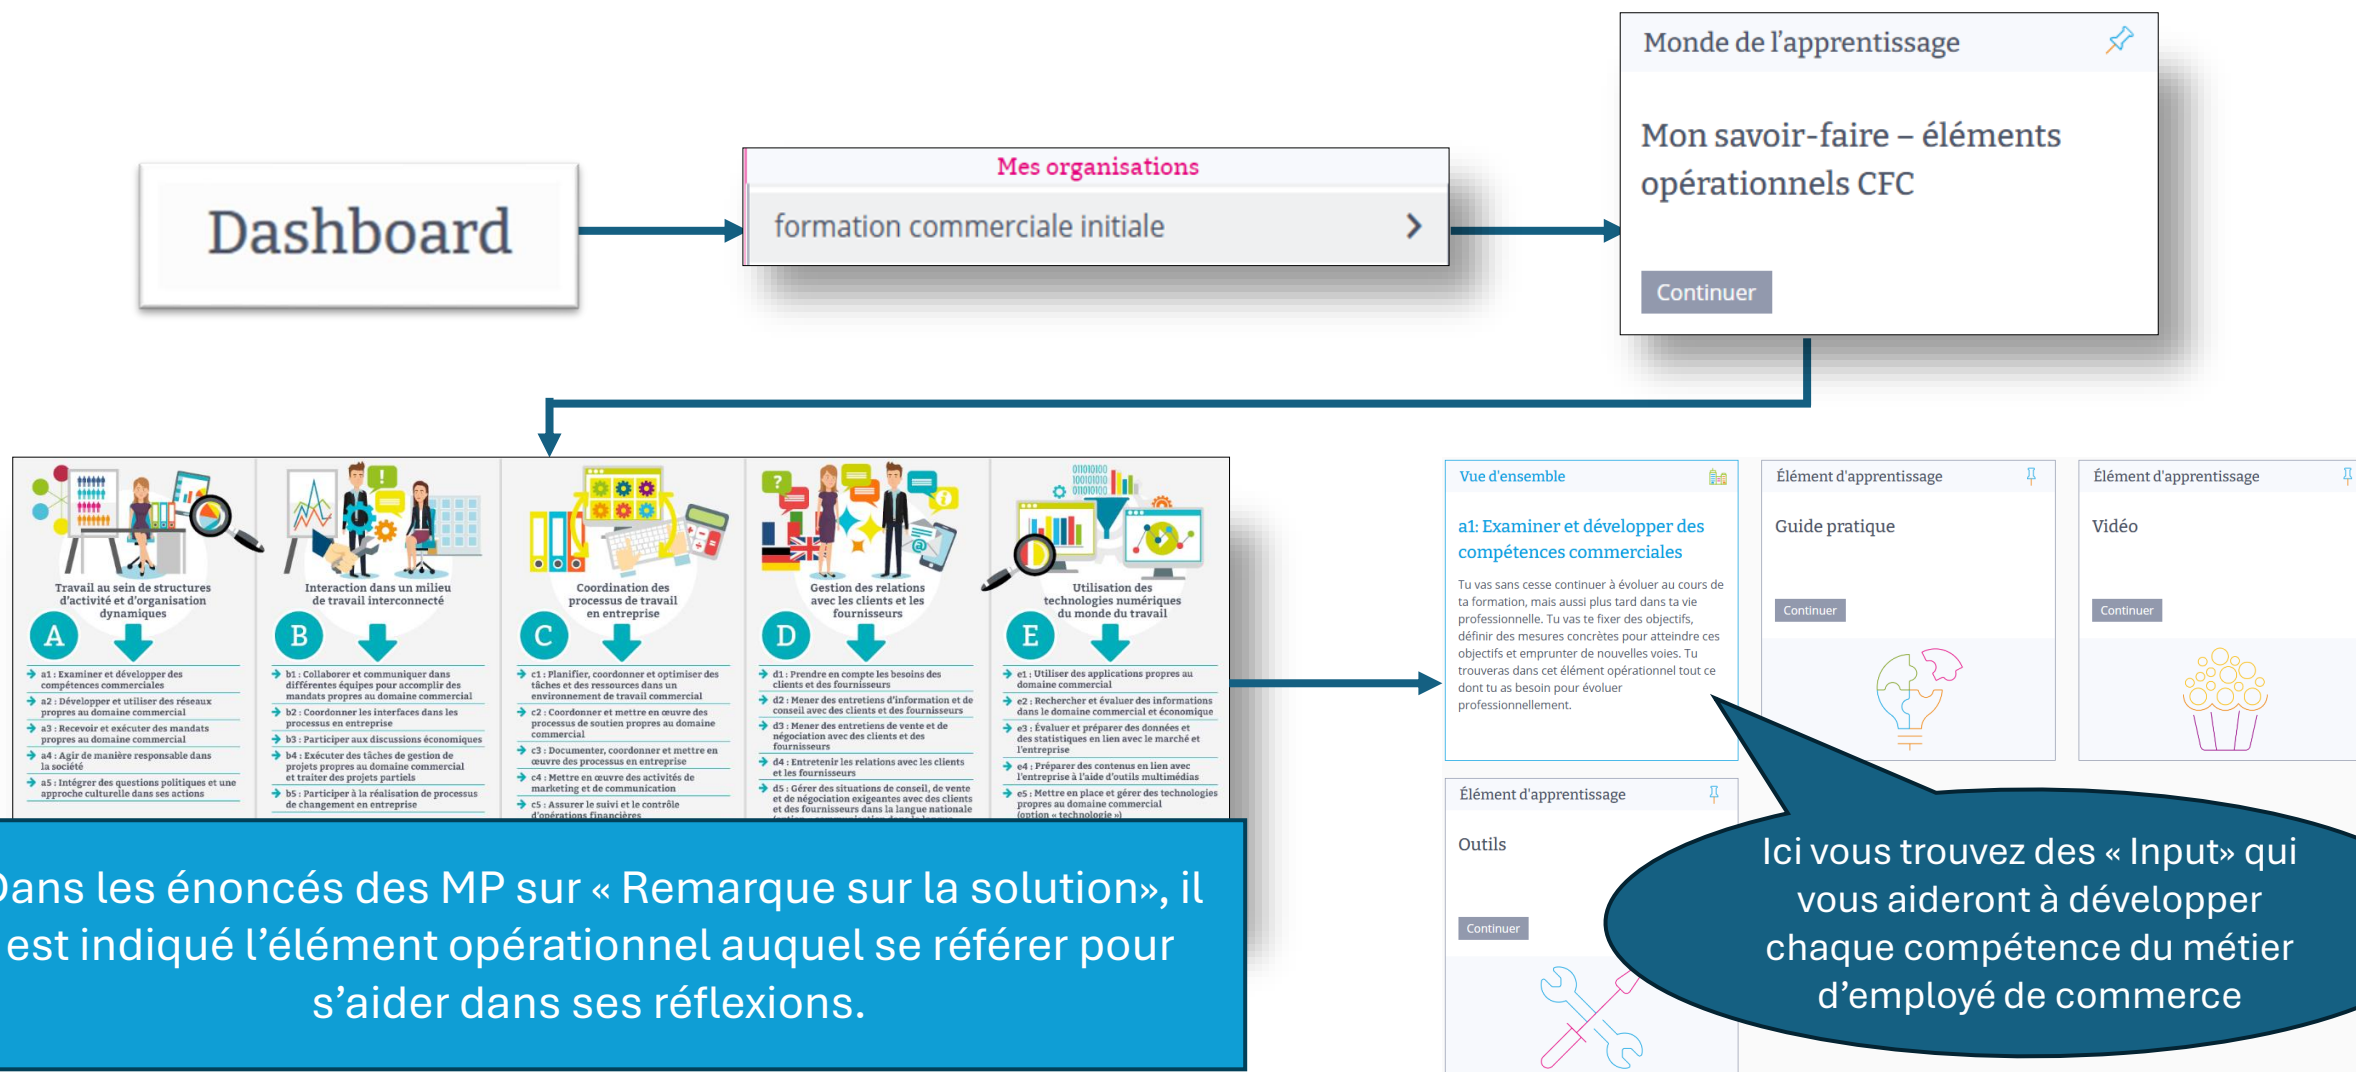 Dashboard
Mes organisations
formation commerciale initiale
Monde de l'apprentissage
Mon savoir-faire – éléments
opérationnels CFC
Continuer
Travail au sein de structures
d'activité et d'organisation
dynamiques
A
a1 : Examiner et développer des
compétences commerciales
a2 : Développer et utiliser des réseaux
propres au domaine commercial
a3 : Recevoir et exécuter des mandats
propres au domaine commercial
a4 : Agir de manière responsable dans
la société
a5 : Intégrer des questions politiques et une
approche culturelle dans ses actions
Interaction dans un milieu
de travail interconnecté
B
b1 : Collaborer et communiquer dans
différentes équipes pour accomplir des
mandats propres au domaine commercial
b2 : Coordonner les interfaces dans les
processus en entreprise
b3 : Participer aux discussions économiques
b4 : Exécuter des tâches de gestion de
projets propres au domaine commercial
et traiter des projets partiels
b5 : Participer à la réalisation de processus
de changement en entreprise
Coordination des
processus de travail
en entreprise
C
c1 : Planifier, coordonner et optimiser des
tâches et des ressources dans un
environnement de travail commercial
c2 : Coordonner et mettre en œuvre des
processus de soutien propres au domaine
commercial
c3 : Documenter, coordonner et mettre en
œuvre des processus en entreprise
c4 : Mettre en œuvre des activités de
marketing et de communication
c5 : Assurer le suivi et le contrôle
d'opérations financières
Gestion des relations
avec les clients et les
fournisseurs
D
d1 : Prendre en compte les besoins des
clients et des fournisseurs
d2 : Mener des entretiens d'information et de
conseil avec des clients et des fournisseurs
d3 : Mener des entretiens de vente et de
négociation avec des clients et des
fournisseurs
d4 : Entretenir les relations avec les clients
et les fournisseurs
d5 : Gérer des situations de conseil, de vente
et de négociation exigeantes avec des clients
et des fournisseurs dans la langue nationale
01010100
10010101
01010100
Utilisation des
technologies numériques
du monde du travail
E
e1 : Utiliser des applications propres au
domaine commercial
e2 : Rechercher et évaluer des informations
dans le domaine commercial et économique
e3 : Évaluer et préparer des données et
des statistiques en lien avec le marché et
l'entreprise
e4 : Préparer des contenus en lien avec
l'entreprise à l'aide d'outils multimédias
e5 : Mettre en place et gérer des technologies
propres au domaine commercial
(option « technologie »)
Vue d'ensemble
a1: Examiner et développer des
compétences commerciales
Tu vas sans cesse continuer à évoluer au cours de
ta formation, mais aussi plus tard dans ta vie
professionnelle. Tu vas te fixer des objectifs,
définir des mesures concrètes pour atteindre ces
objectifs et emprunter de nouvelles voies. Tu
trouveras dans cet élément opérationnel tout ce
dont tu as besoin pour évoluer
professionnellement.
Élément d'apprentissage
Guide pratique
Continuer
Élément d'apprentissage
Vidéo
Continuer
Élément d'apprentissage
Outils
Continuer
Dans les énoncés des MP sur « Remarque sur la solution», il
est indiqué l'élément opérationnel auquel se référer pour
s'aider dans ses réflexions.
Ici vous trouvez des « Input» qui
vous aideront à développer
chaque compétence du métier
d'employé de commerce